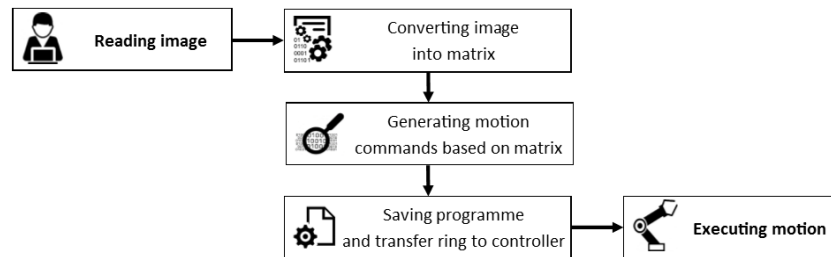 Reading image
Converting image
into matrix
Generating motion
commands based on matrix
Saving programme
and transfer ring to controller
Executing motion